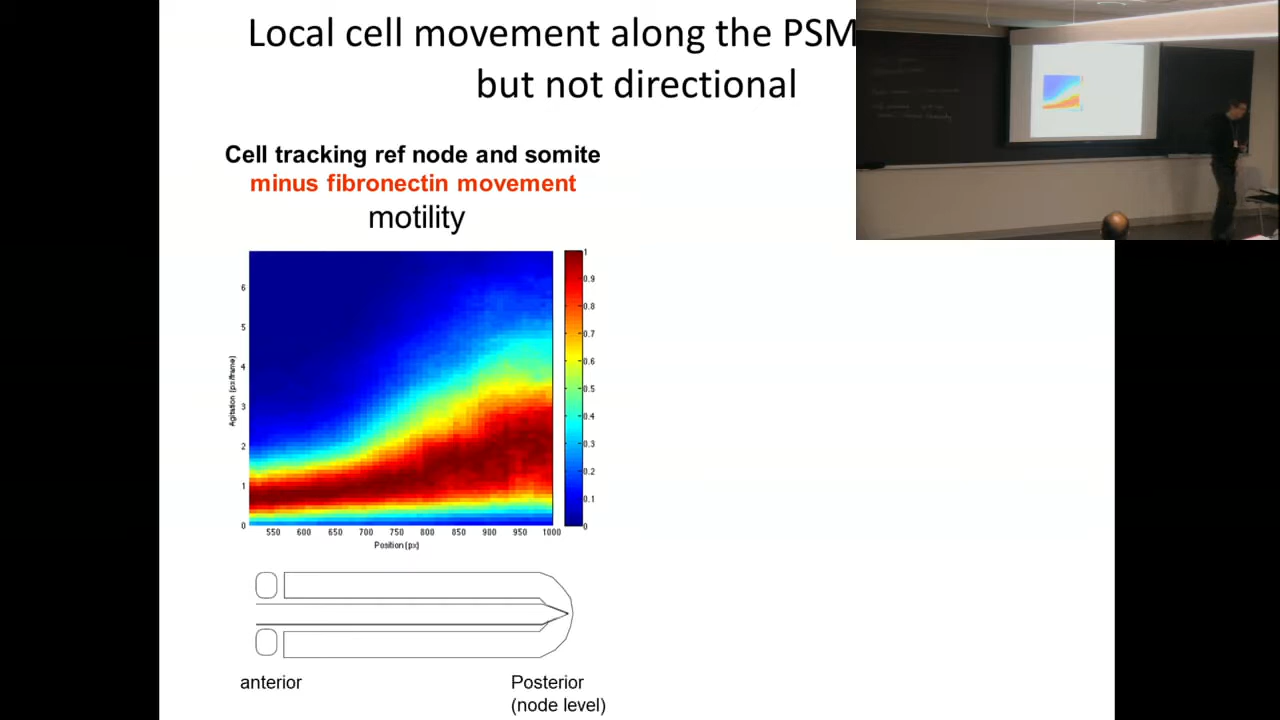 Local cell movement along the PSM
but not directional
Cell tracking ref node and somite
minus fibronectin movement
motility
Agitation (px/frame)
6
5
4
3
2
1
0
550 600 650 700 750 800 850 900 950 1000
Position [px]
1
0.9
0.8
0.7
0.6
0.5
0.4
0.3
0.2
0.1
0
anterior
Posterior
(node level)